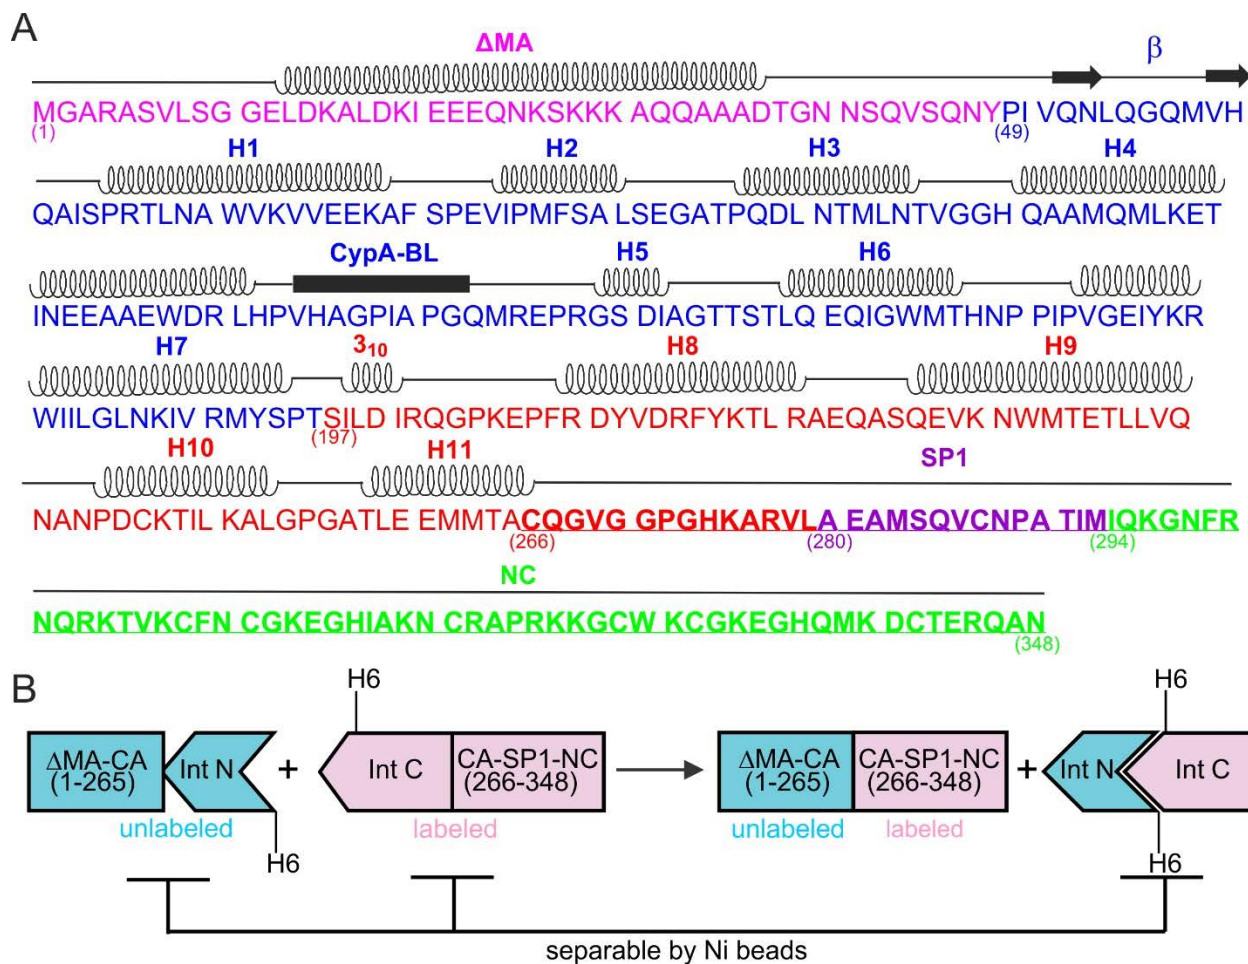 A
ΔMA β
MGARASVLSG GELDKALDKI EEEQNKSKKK AQQAAADTGN NSQVSQNYPI VQNLQGQMVH
(1) (49)
H1 H2 H3 H4
QAISPRTLNA WVKVVEEKAF SPEVIPMFSA LSEGATPQDL NTMLNTVGGH QAAMQMLKET
CypA-BL H5 H6
INEEAAEWDR LHPVHAGPIA PGQMREPRGS DIAGTTSTLQ EQIGWMTHNPP IPVGEIYKR
H7 3₁₀ H8 H9
WIILGLNKIV RMYSPTSILD IRQGPKEPFR DYVDRFYKTL RAEQASQEVK NWMTETLLVQ
(197)
H10 H11 SP1
NANPDCKTIL KALGPGATLE EMMTACQGVG GPGHKARVLA EAMSQVCNPA TIMIQKGNFR
(266) (280) (294)
NC
NQRKTVKCFN CGKEGHIAKN CRAPRKKGCW KCGKEGHQMK DCTERQAN
(348)
B
H6 H6
ΔMA-CA Int N + Int C CA-SP1-NC ΔMA-CA CA-SP1-NC + Int N Int C
(1-265) (266-348) (1-265) (266-348)
unlabeled labeled unlabeled labeled
H6 H6
separable by Ni beads